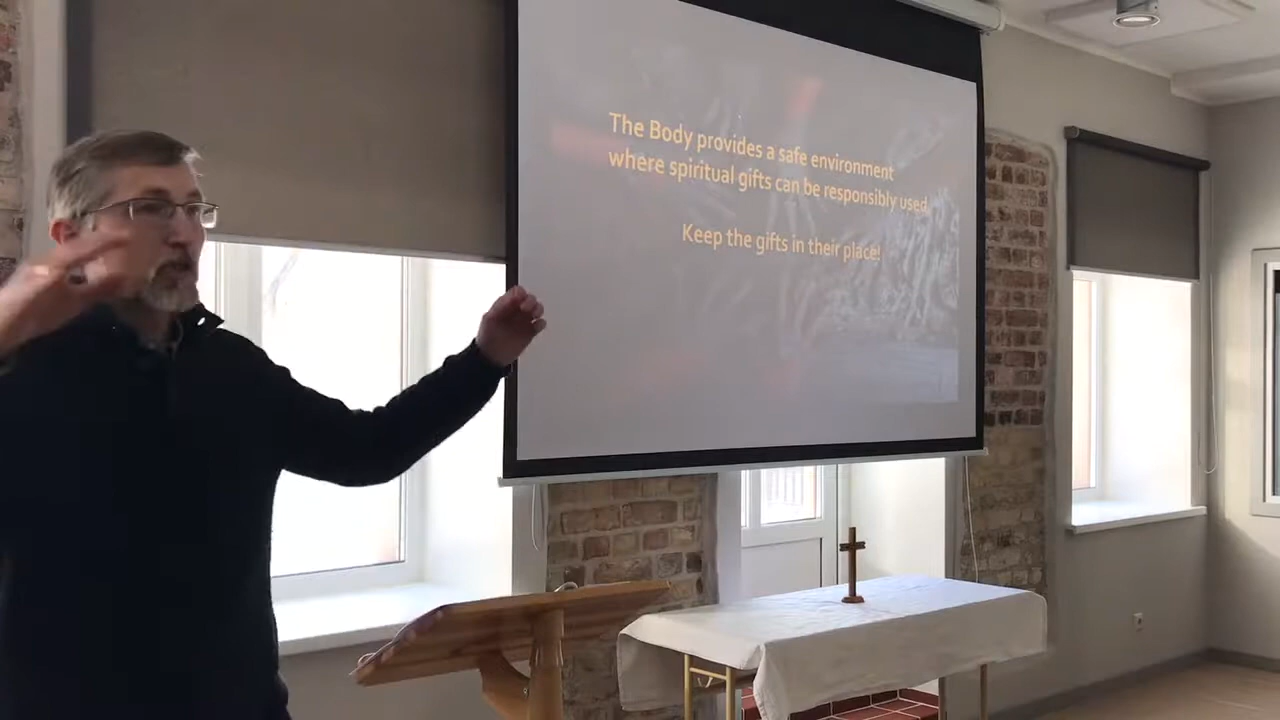 The Body provides a safe environment
where spiritual gifts can be responsibly used
Keep the gifts in their place!